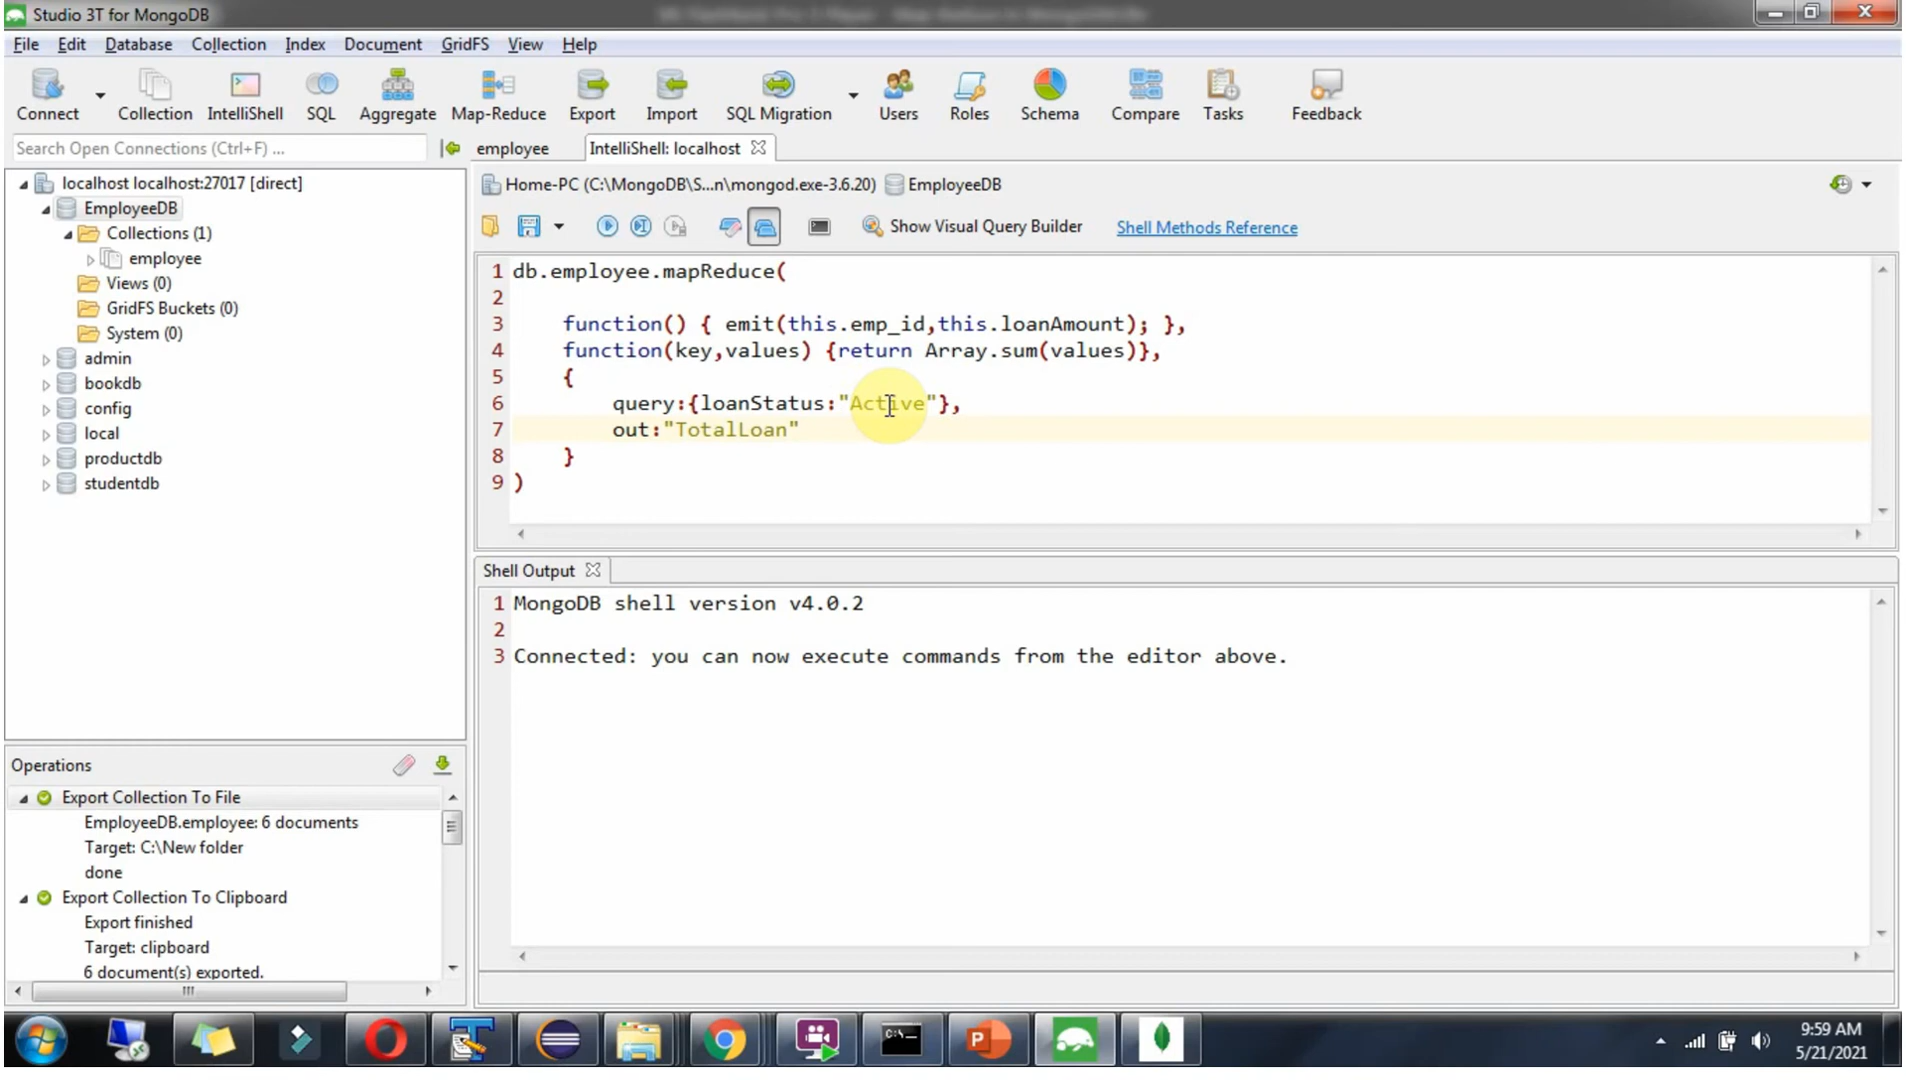 Studio 3T for MongoDB
File Edit Database Collection Index Document GridFS View Help
Connect Collection IntelliShell SQL Aggregate Map-Reduce Export Import SQL Migration Users Roles Schema Compare Tasks Feedback
Search Open Connections (Ctrl+F) ...
employee
IntelliShell: localhost
localhost localhost:27017 [direct]
EmployeeDB
Collections (1)
employee
Views (0)
GridFS Buckets (0)
System (0)
admin
bookdb
config
local
productdb
studentdb
Home-PC (C:\MongoDB\S...n\mongod.exe-3.6.20) EmployeeDB
Show Visual Query Builder Shell Methods Reference
1 db.employee.mapReduce(
2
3 function() { emit(this.emp_id,this.loanAmount); },
4 function(key,values) {return Array.sum(values)},
5 {
6 query:{loanStatus:"Active"},
7 out:"TotalLoan"
8 }
9 )
Shell Output
1 MongoDB shell version v4.0.2
2
3 Connected: you can now execute commands from the editor above.
Operations
Export Collection To File
EmployeeDB.employee: 6 documents
Target: C:\New folder
done
Export Collection To Clipboard
Export finished
Target: clipboard
6 document(s) exported.
9:59 AM
5/21/2021